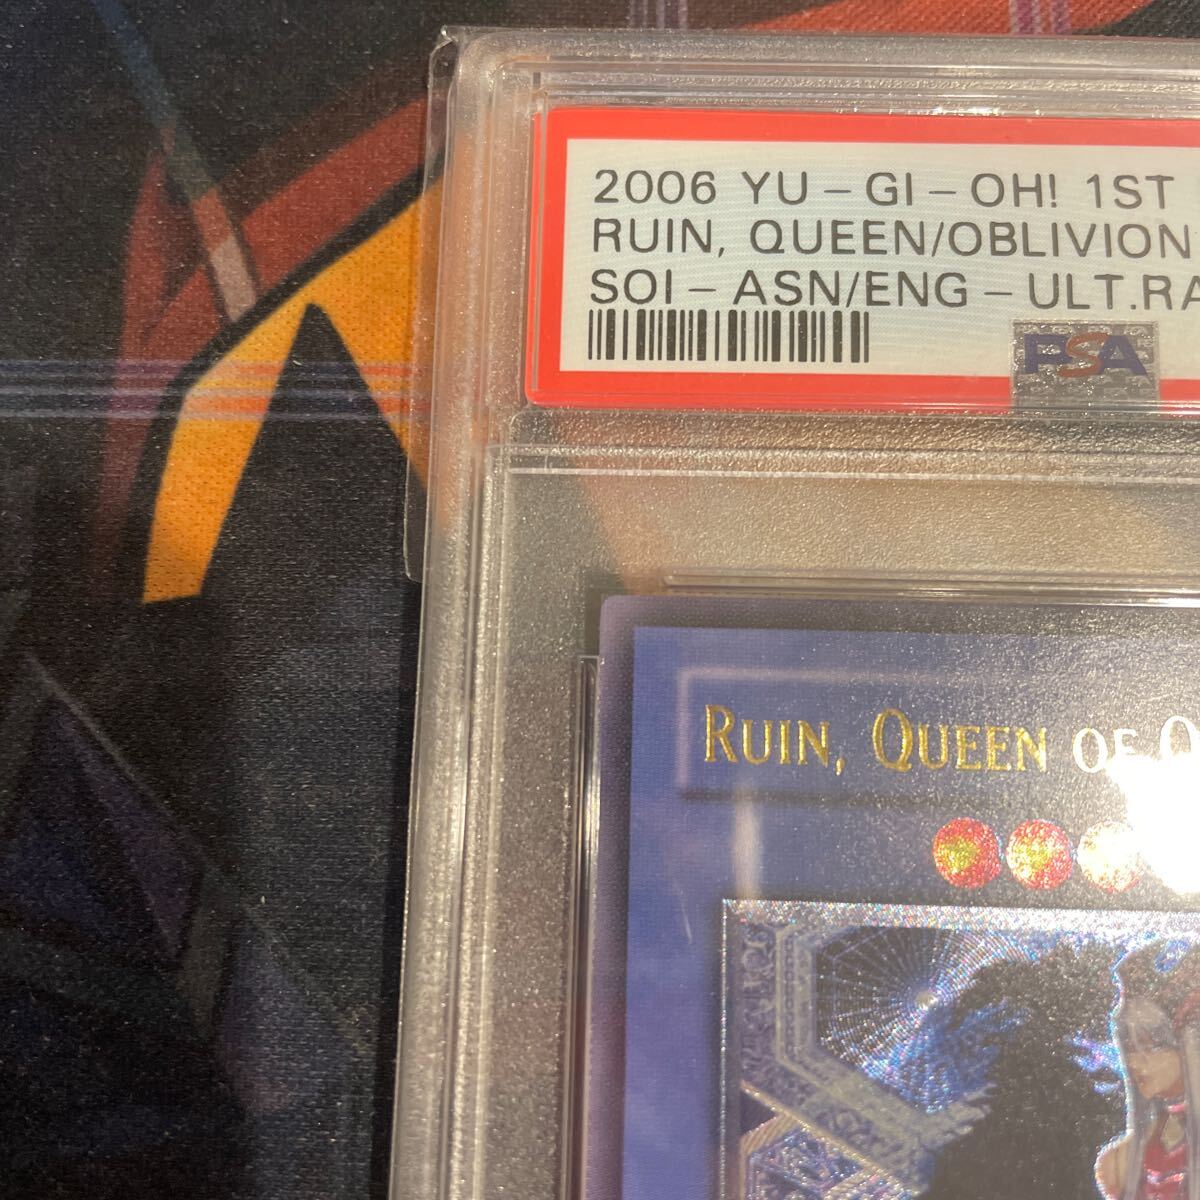 2006 YU-GI-OH! 1ST
RUIN, QUEEN/OBLIVION
SOI-ASN/ENG-ULT.RA
PSA
RUIN, QUEEN OF O